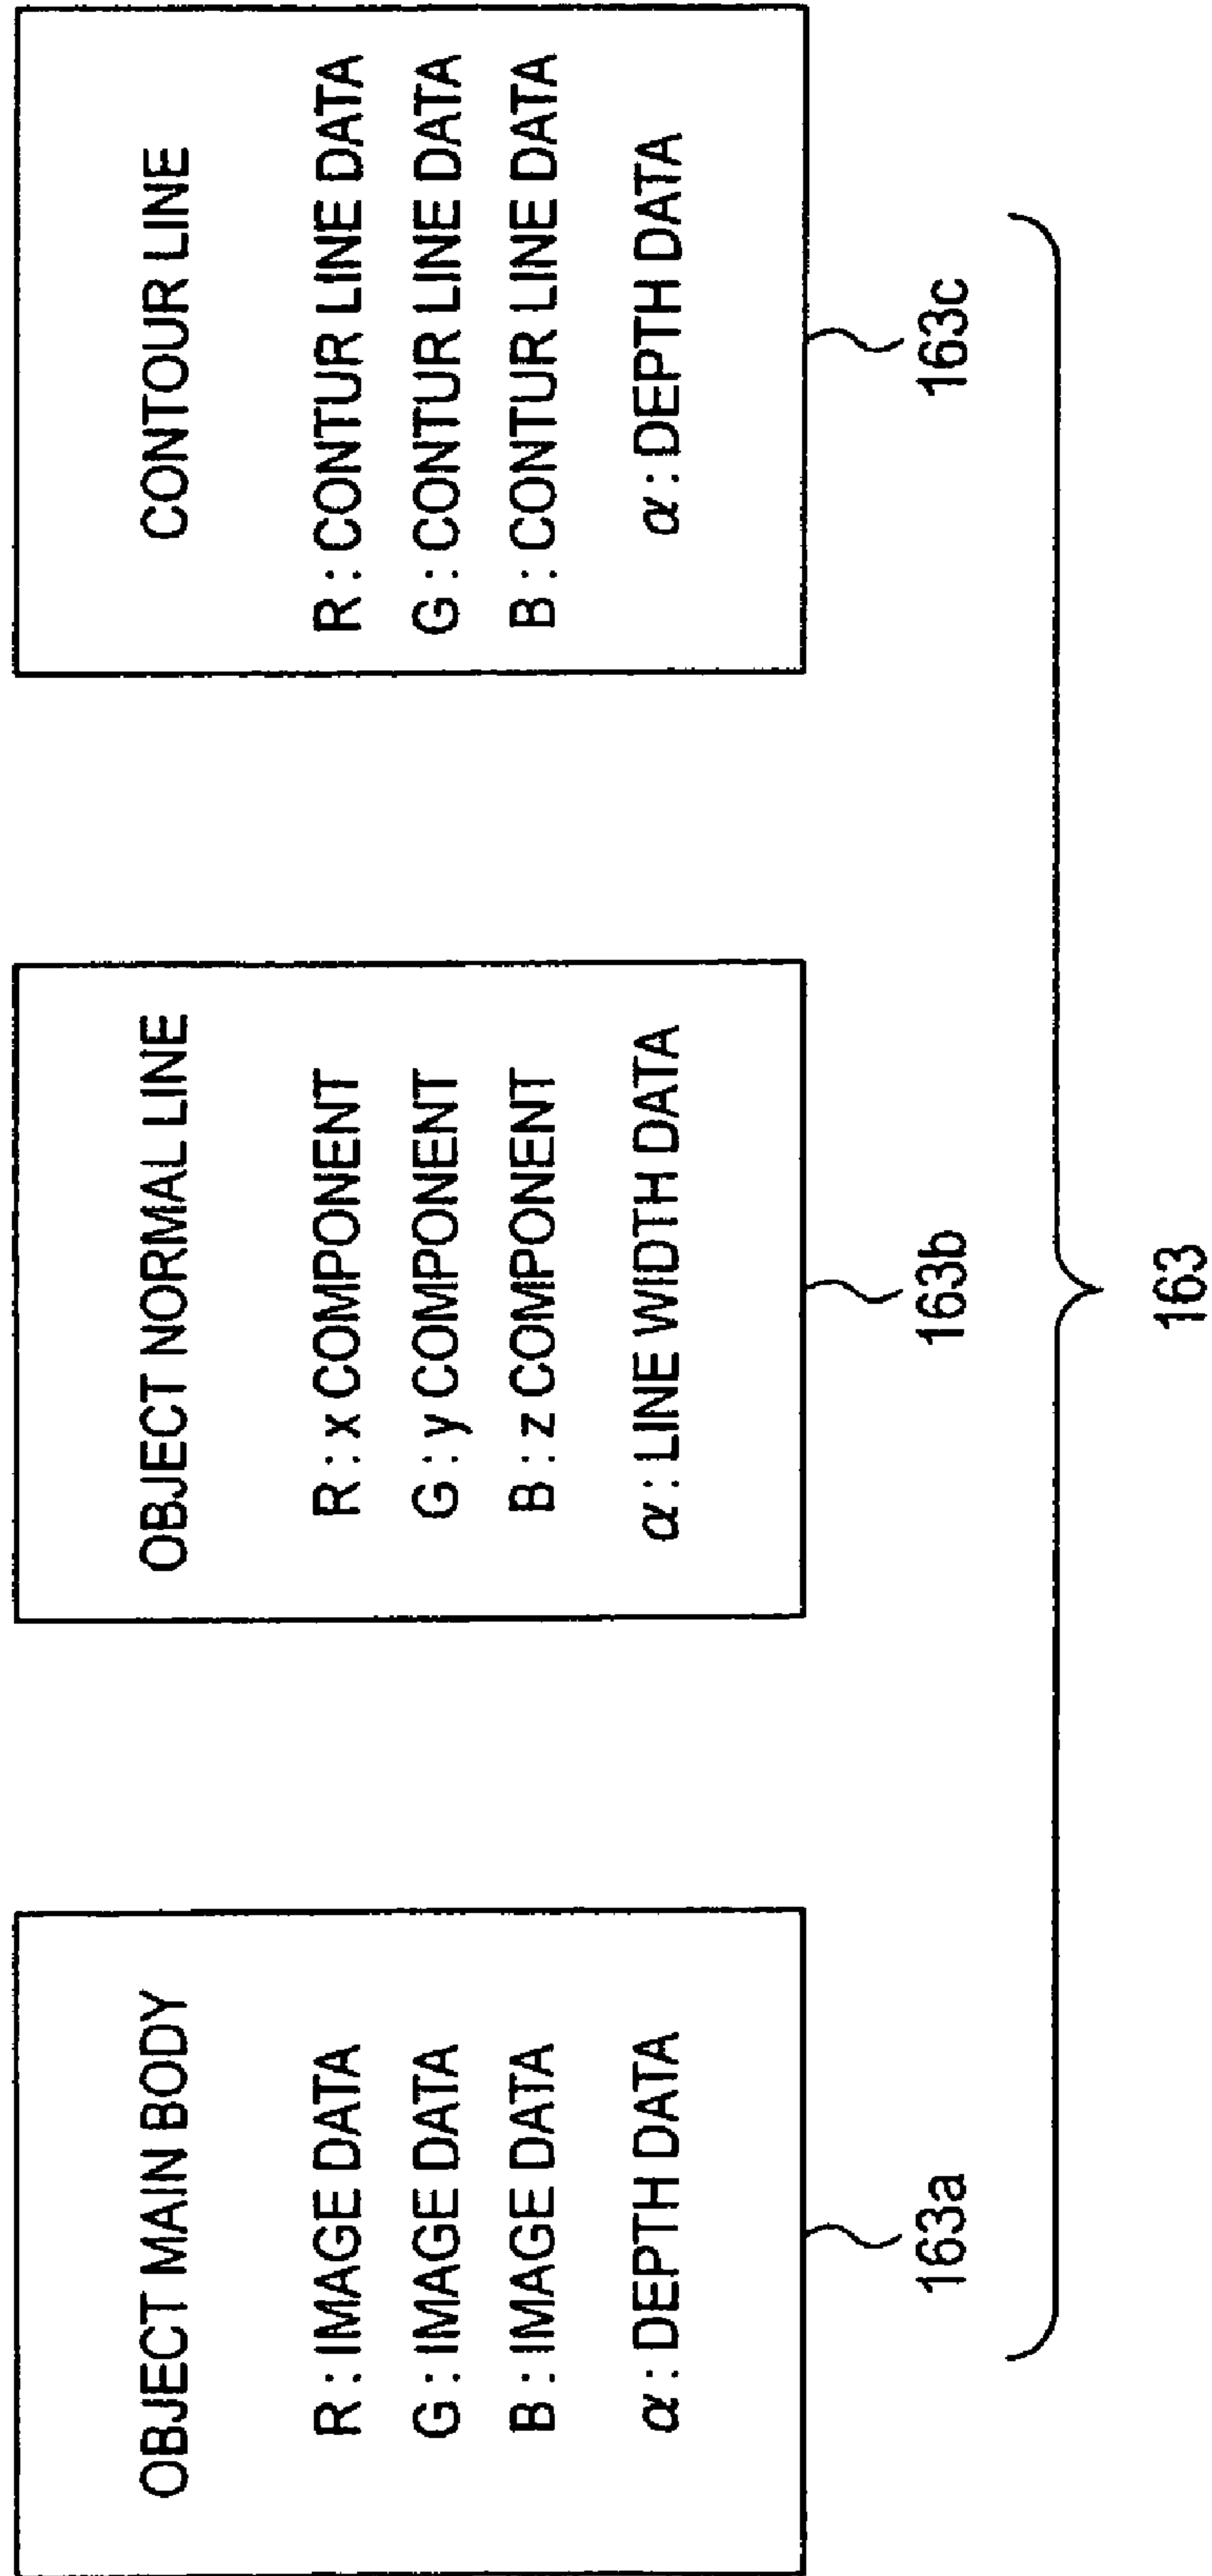 OBJECT MAIN BODY
R : IMAGE DATA
G : IMAGE DATA
B : IMAGE DATA
α : DEPTH DATA
163a
OBJECT NORMAL LINE
R : x COMPONENT
G : y COMPONENT
B : z COMPONENT
α : LINE WIDTH DATA
163b
CONTOUR LINE
R : CONTUR LINE DATA
G : CONTUR LINE DATA
B : CONTUR LINE DATA
α : DEPTH DATA
163c
163